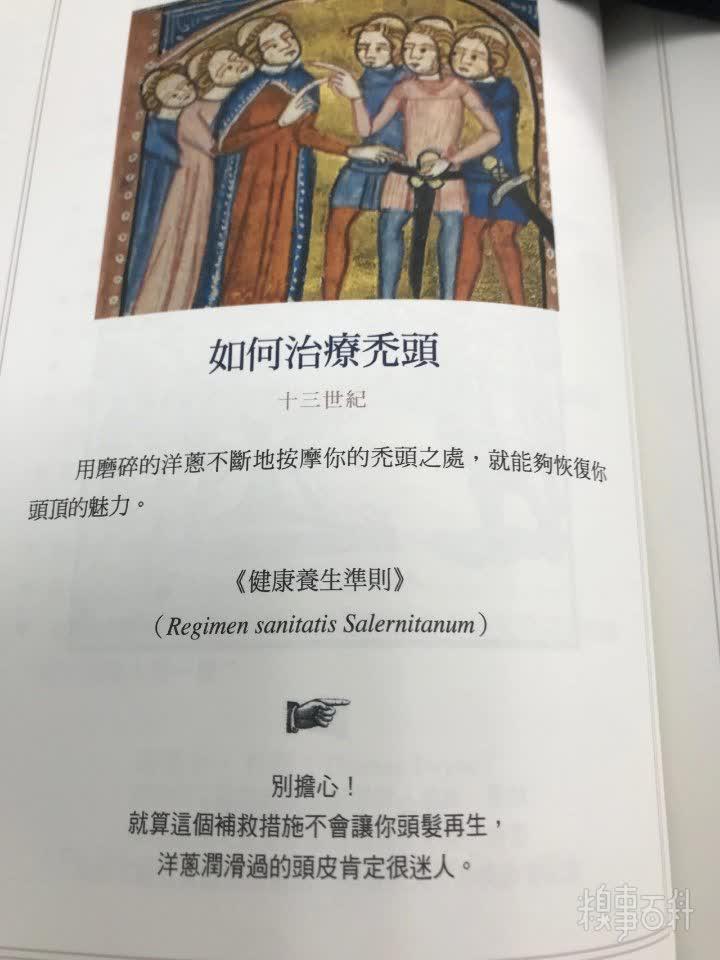 如何治療禿頭
十三世紀
用磨碎的洋蔥不斷地按摩你的禿頭之處，就能夠恢復你
頭頂的魅力。
《健康養生準則》
（Regimen sanitatis Salernitanum）
別擔心！
就算這個補救措施不會讓你頭髮再生，
洋蔥潤滑過的頭皮肯定很迷人。
糗事百科